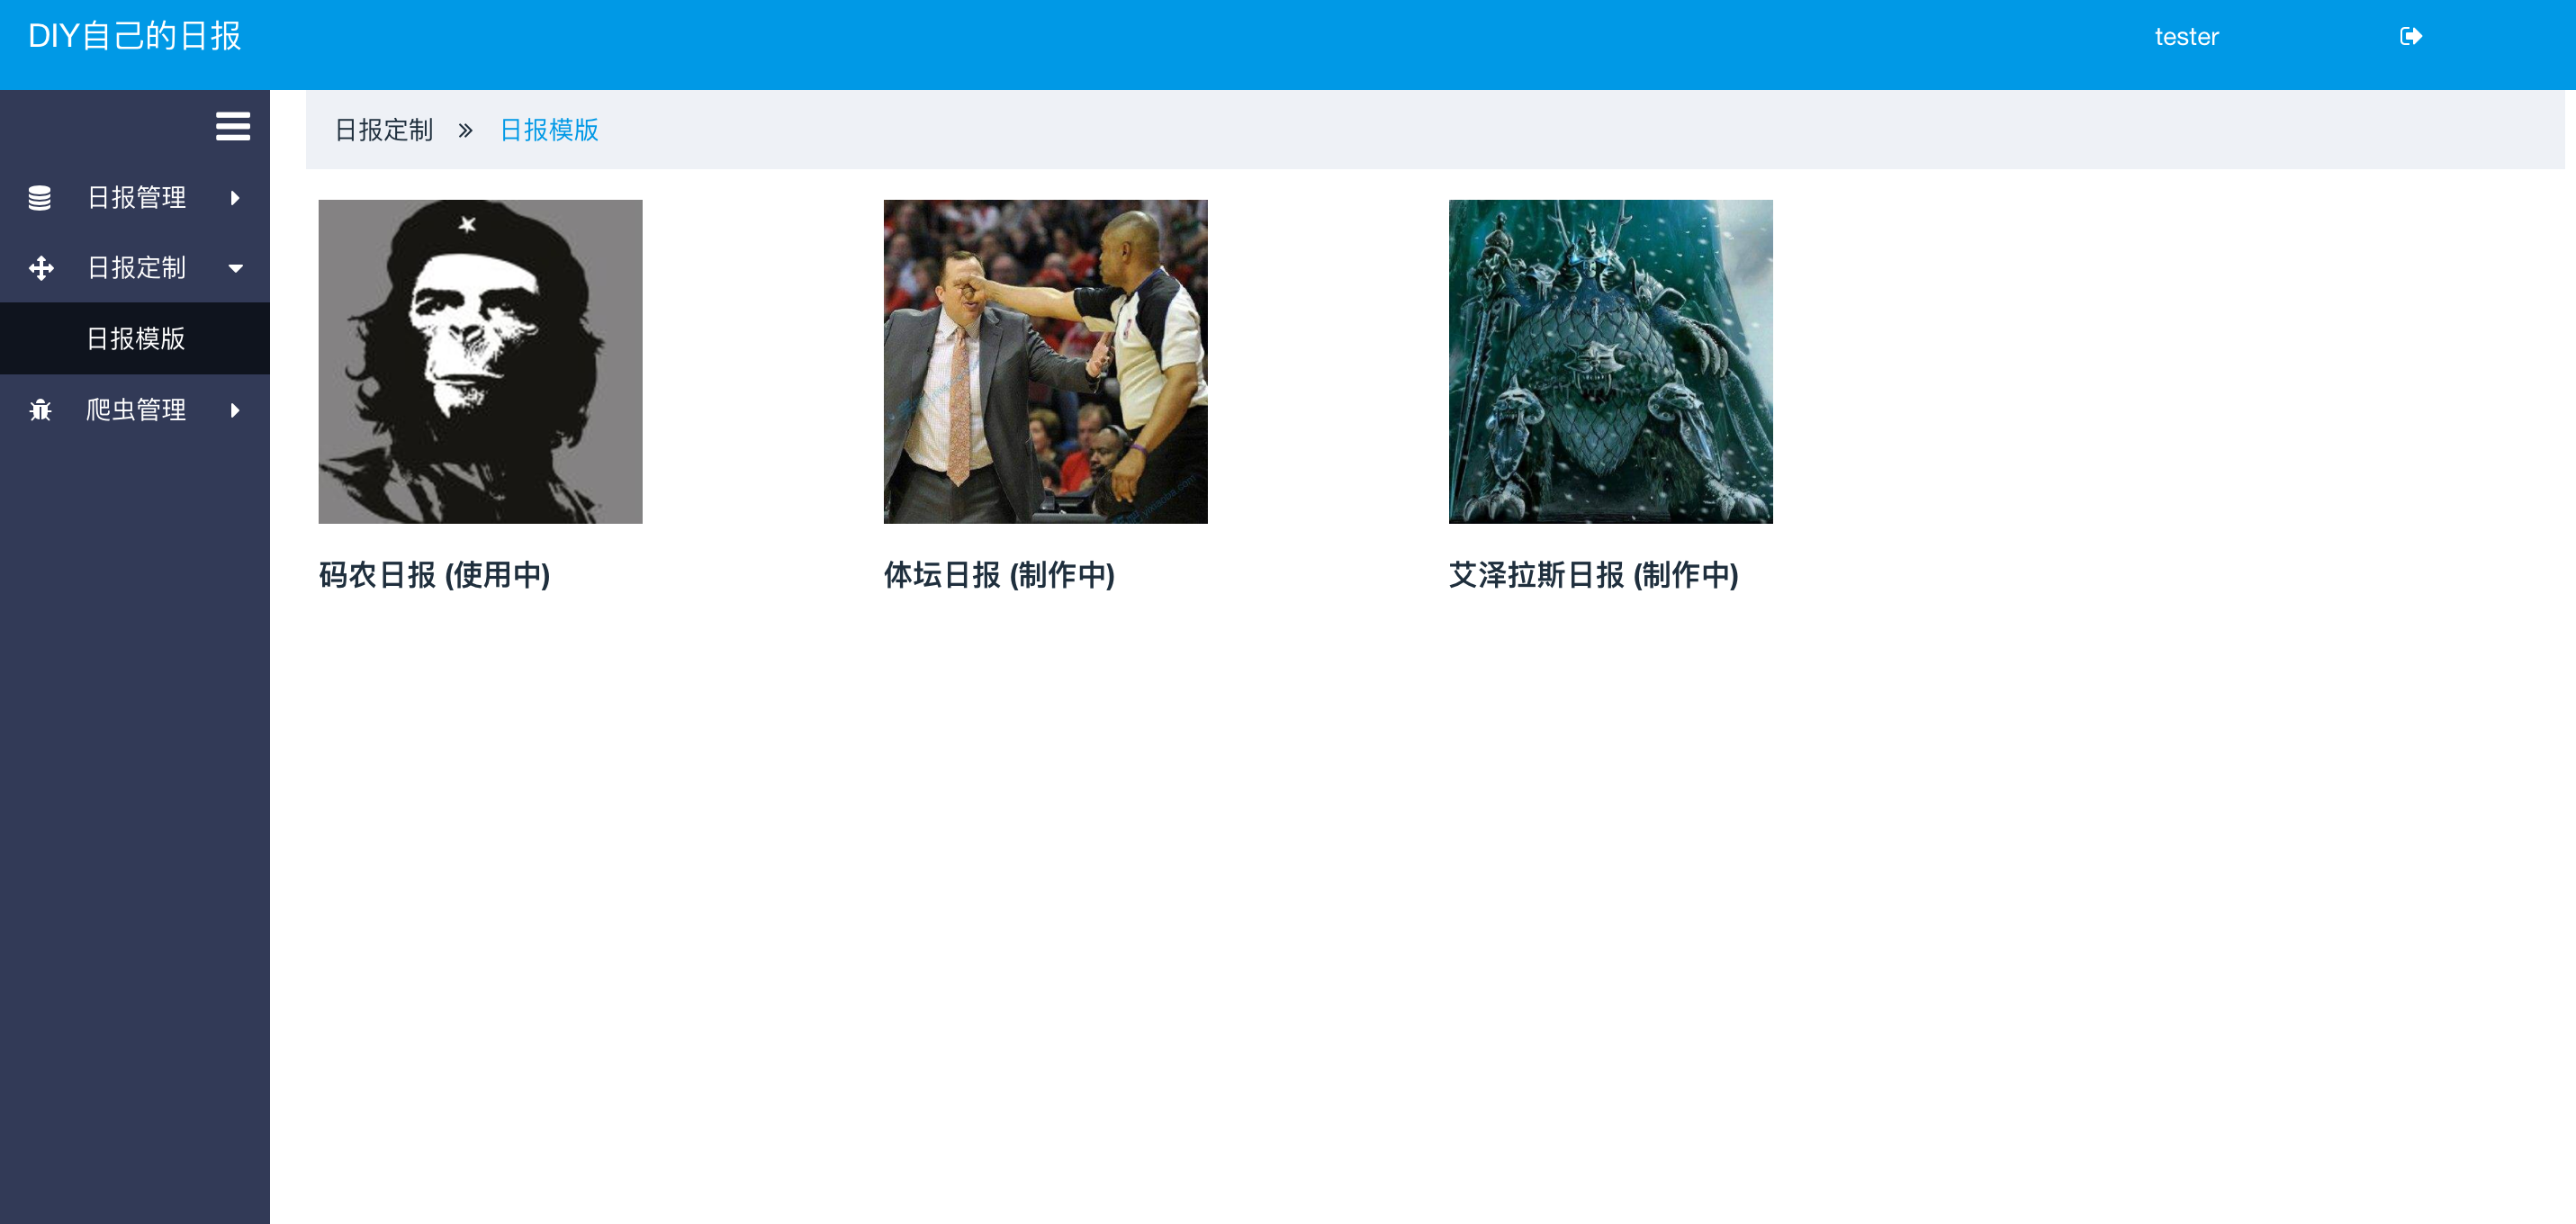 DIY自己的日报
tester
日报定制 » 日报模版
日报管理
日报定制
日报模版
爬虫管理
码农日报 (使用中)
体坛日报 (制作中)
艾泽拉斯日报 (制作中)